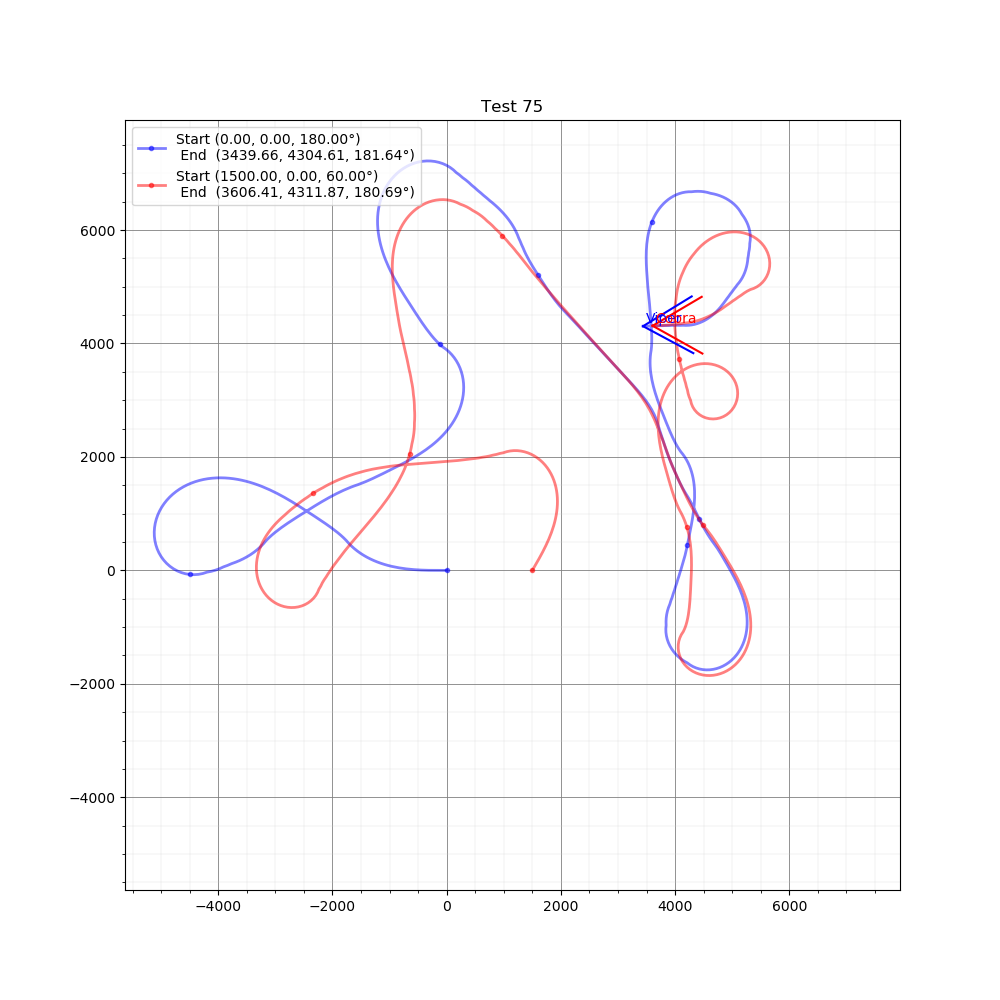 Test 75
Start (0.00, 0.00, 180.00°)
End (3439.66, 4304.61, 181.64°)
Start (1500.00, 0.00, 60.00°)
End (3606.41, 4311.87, 180.69°)
6000
4000
2000
0
−2000
−4000
−4000 −2000 0 2000 4000 6000